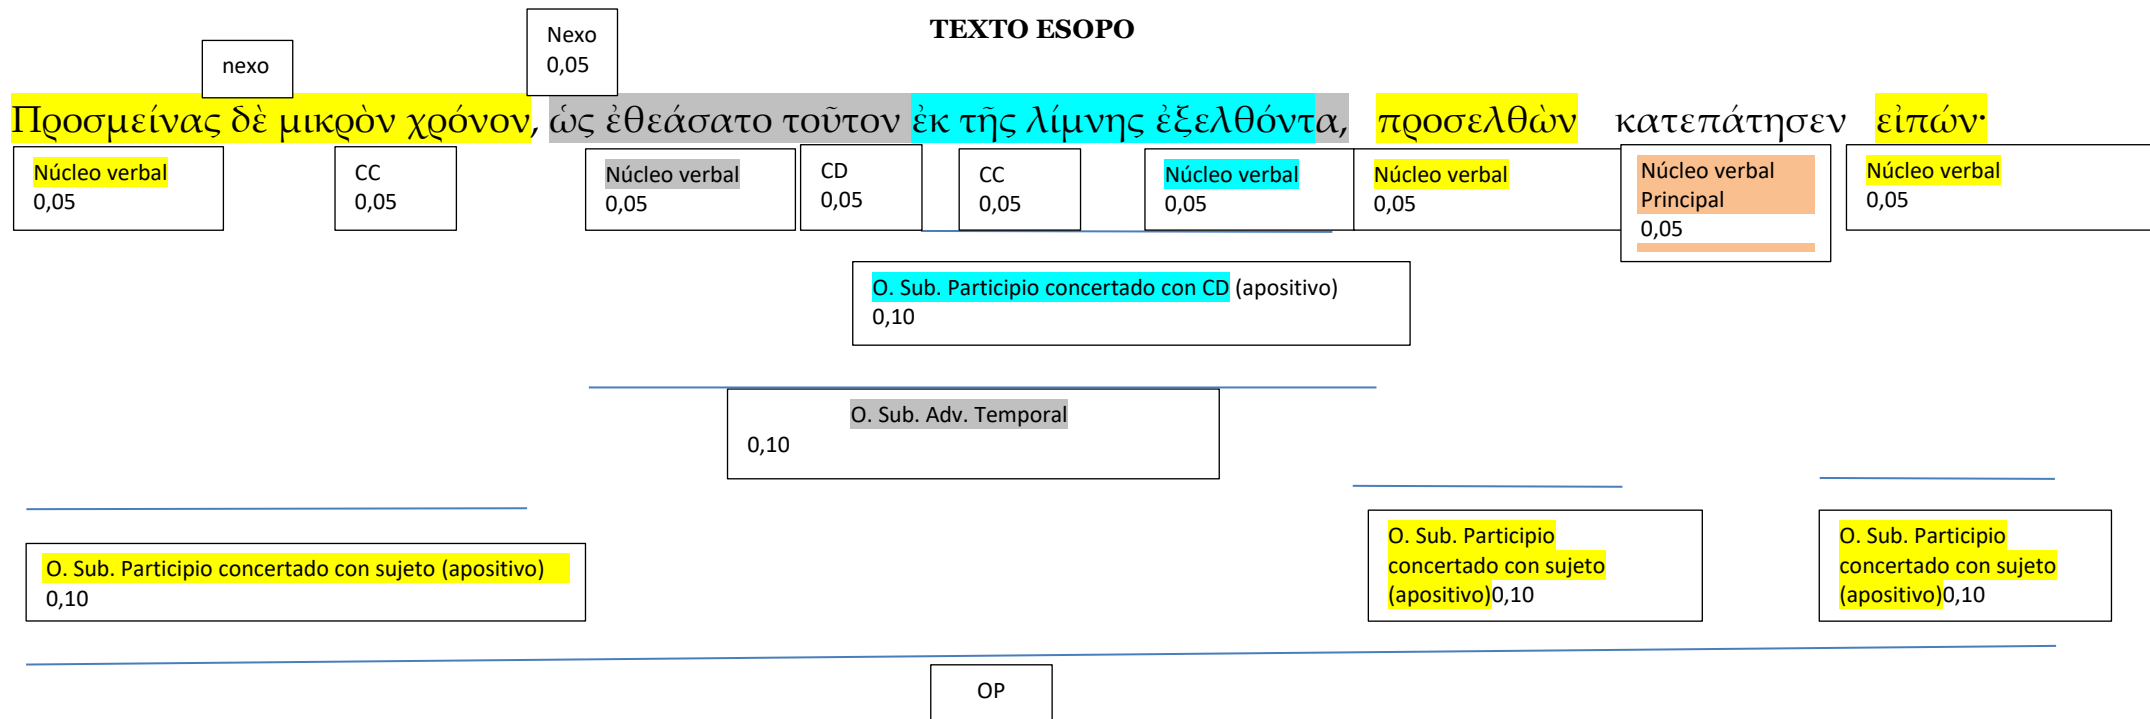 TEXTO ESOPO
nexo
Nexo
0,05
Προσμείνας δὲ μικρὸν χρόνον, ὡς ἐθεάσατο τοῦτον ἐκ τῆς λίμνης ἐξελθόντα, προσελθὼν κατεπάτησεν εἰπών·
Núcleo verbal
0,05
CC
0,05
Núcleo verbal
0,05
CD
0,05
CC
0,05
Núcleo verbal
0,05
Núcleo verbal
0,05
Núcleo verbal
Principal
0,05
Núcleo verbal
0,05
O. Sub. Participio concertado con CD (apositivo)
0,10
O. Sub. Adv. Temporal
0,10
O. Sub. Participio concertado con sujeto (apositivo)
0,10
O. Sub. Participio
concertado con sujeto
(apositivo)0,10
O. Sub. Participio
concertado con sujeto
(apositivo)0,10
OP